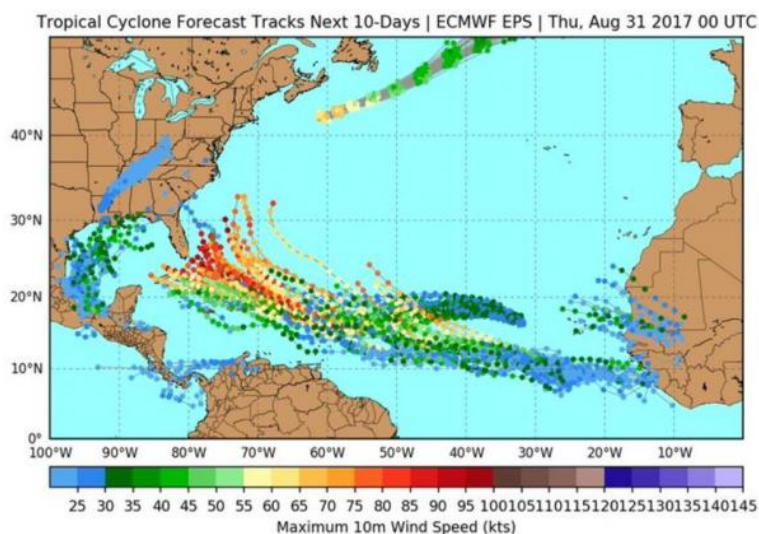 Tropical Cyclone Forecast Tracks Next 10-Days | ECMWF EPS | Thu, Aug 31 2017 00 UTC
40°N
30°N
20°N
10°N
0°
100°W 90°W 80°W 70°W 60°W 50°W 40°W 30°W 20°W 10°W
25 30 35 40 45 50 55 60 65 70 75 80 85 90 95 100 105 110 115 120 125 130 135 140 145
Maximum 10m Wind Speed (kts)